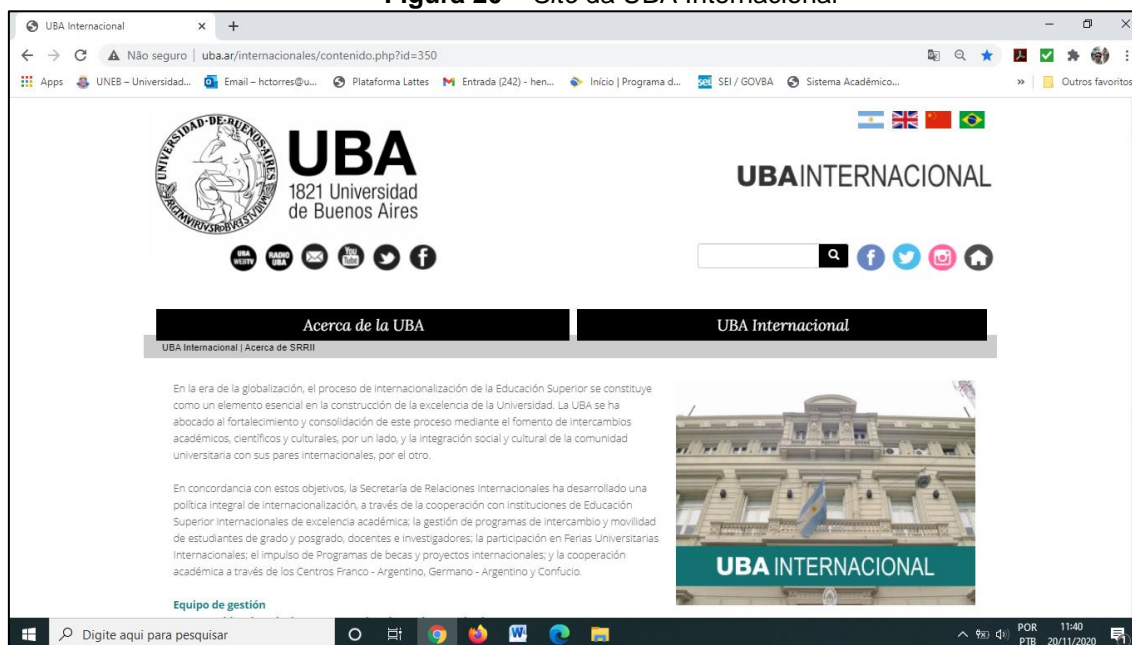 Figura 20 – Site da UBA Internacional
UBA Internacional
Não seguro | uba.ar/internacionales/contenido.php?id=350
Apps UNEB – Universidad... Email – hctorres@u... Plataforma Lattes Entrada (242) - hen... Início | Programa d... SEI / GOVBA Sistema Acadêmico... » Outros favoritos
UNIVERSIDAD·DE·BUENOS·AIRES
UBA
1821 Universidad
de Buenos Aires
UBAINTERNACIONAL
UBA WEBTV RADIO UBA You Tube
Acerca de la UBA UBA Internacional
UBA Internacional | Acerca de SRRII
En la era de la globalización, el proceso de internacionalización de la Educación Superior se constituye
como un elemento esencial en la construcción de la excelencia de la Universidad. La UBA se ha
abocado al fortalecimiento y consolidación de este proceso mediante el fomento de intercambios
académicos, científicos y culturales, por un lado, y la integración social y cultural de la comunidad
universitaria con sus pares internacionales, por el otro.
En concordancia con estos objetivos, la Secretaría de Relaciones Internacionales ha desarrollado una
política integral de internacionalización, a través de la cooperación con instituciones de Educación
Superior internacionales de excelencia académica; la gestión de programas de intercambio y movilidad
de estudiantes de grado y posgrado, docentes e investigadores; la participación en Ferias Universitarias
Internacionales; el impulso de Programas de becas y proyectos internacionales; y la cooperación
académica a través de los Centros Franco - Argentino, Germano - Argentino y Confucio.
UBA INTERNACIONAL
Equipo de gestión
Digite aqui para pesquisar
POR 11:40
PTB 20/11/2020